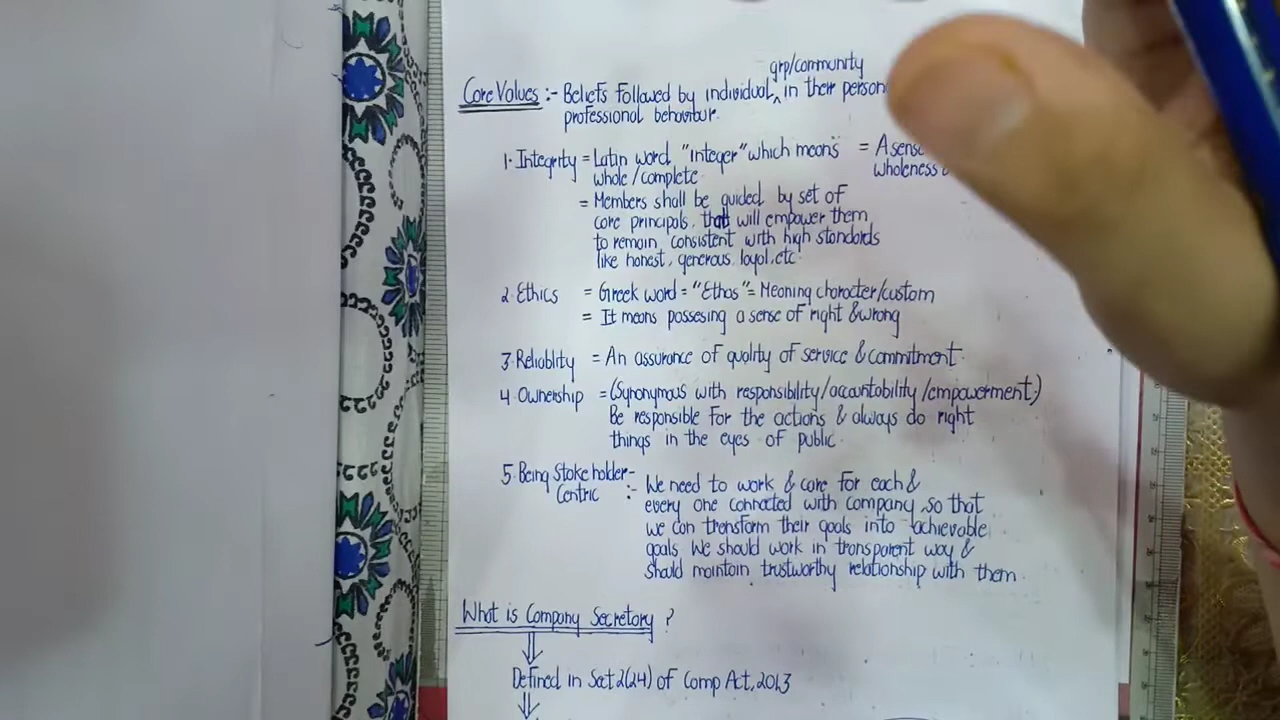 grp/community
Core Values :- Beliefs Followed by individual ^ in their
professional behaviour.
1. Integrity = Latin word "Integer" which means = A sense
whole / complete wholeness
= Members shall be guided by set of
core principals, that will empower them
to remain consistent with high standards
like honest, generous, loyal, etc.
2. Ethics = Greek word = "Ethos" = Meaning character/custom
= It means possesing a sense of right & wrong
3. Reliablity = An assurance of quality of service & commitment.
4. Ownership = (Synonymous with responsibility/accountability/empowerment)
Be responsible for the actions & always do right
things in the eyes of public.
5. Being Stake holder- We need to work & care for each &
Centric :- every one connected with company, so that
we can transform their goals into achievable
goals. We should work in transparent way &
should maintain trustworthy relationship with them.
What is Company Secretory ?
Defined in Sect 2(24) of Comp Act, 2013